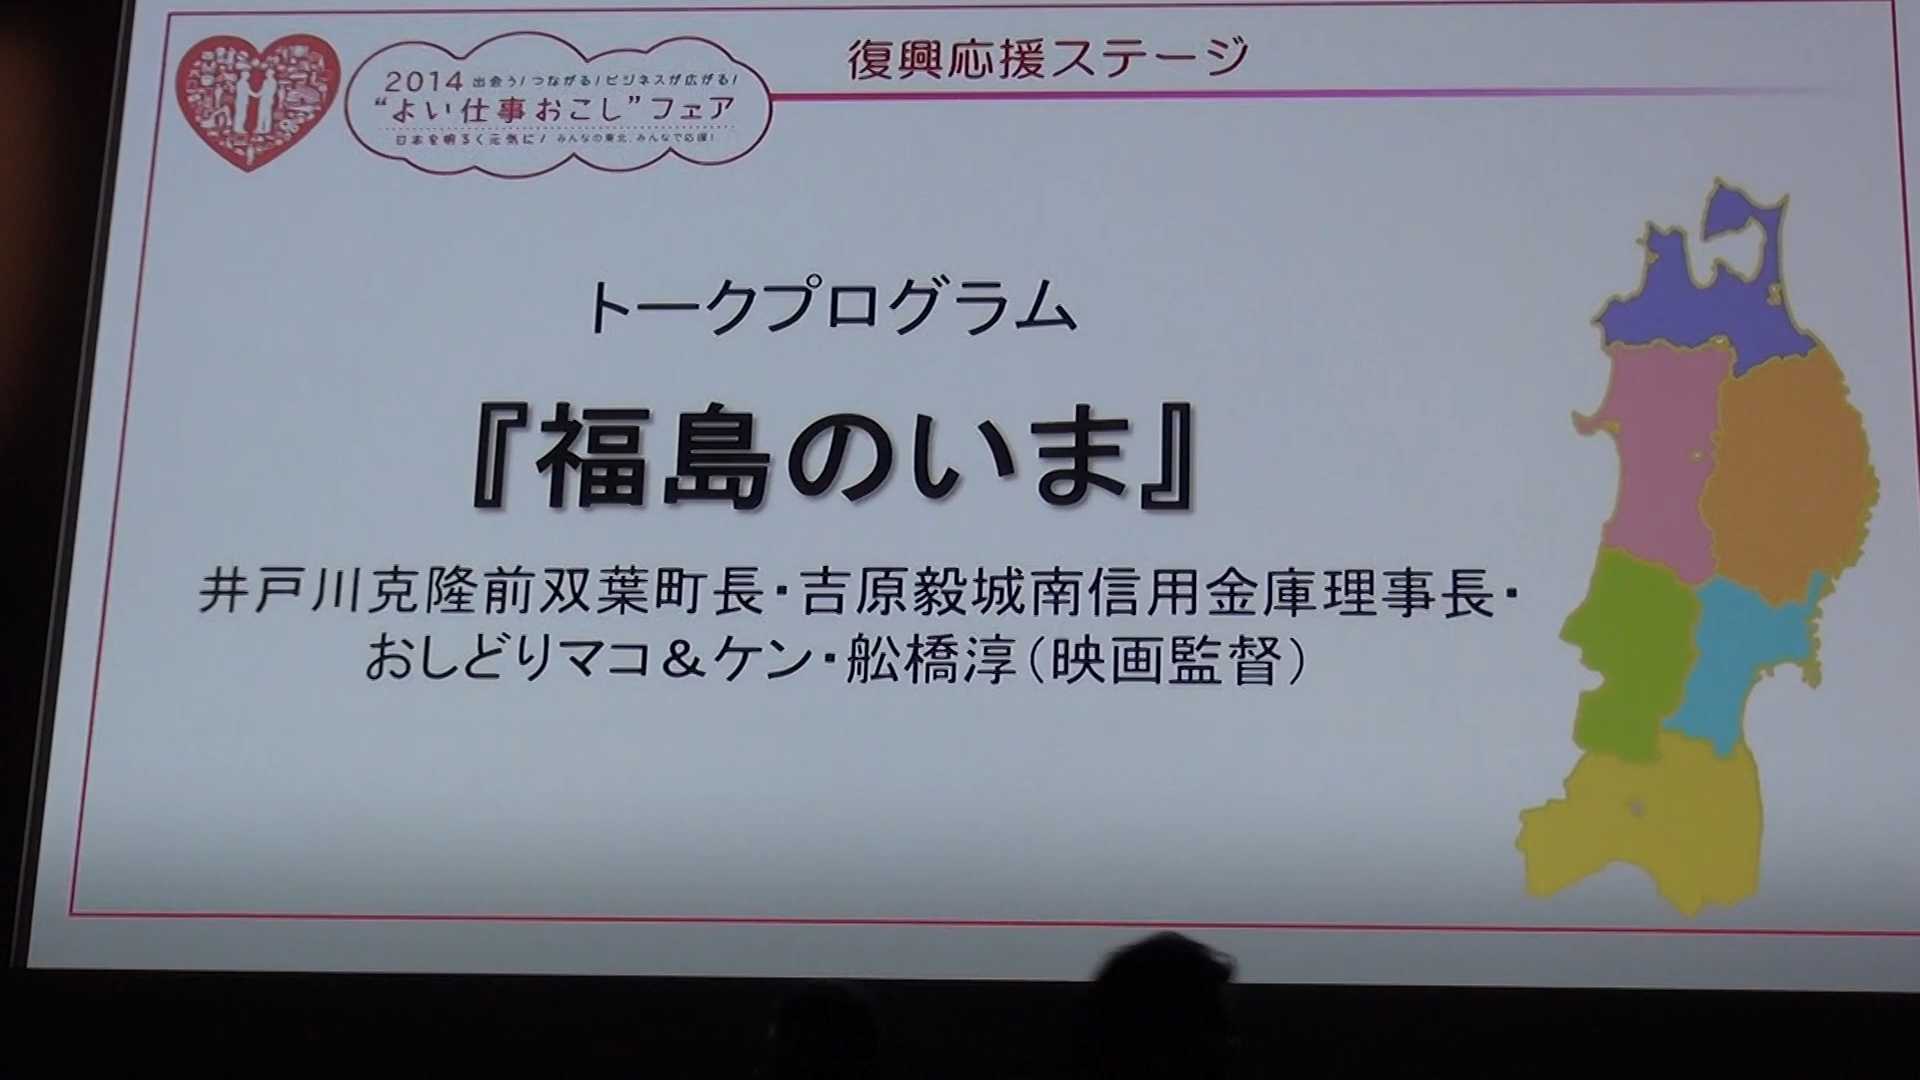 復興応援ステージ
2014 出会う!つながる!ビジネスが広がる!
“よい仕事おこし”フェア
日本を明るく元気に! みんなの東北、みんなで応援!
トークプログラム
『福島のいま』
井戸川克隆前双葉町長・吉原毅城南信用金庫理事長・
おしどりマコ&ケン・舩橋淳(映画監督)